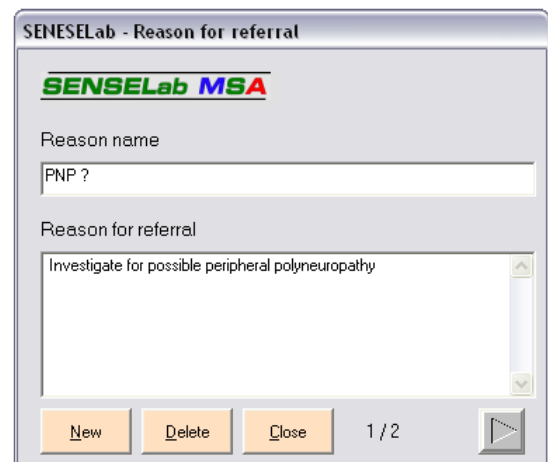 SENESELab - Reason for referral
SENSELab MSA
Reason name
PNP ?
Reason for referral
Investigate for possible peripheral polyneuropathy
New Delete Close 1 / 2